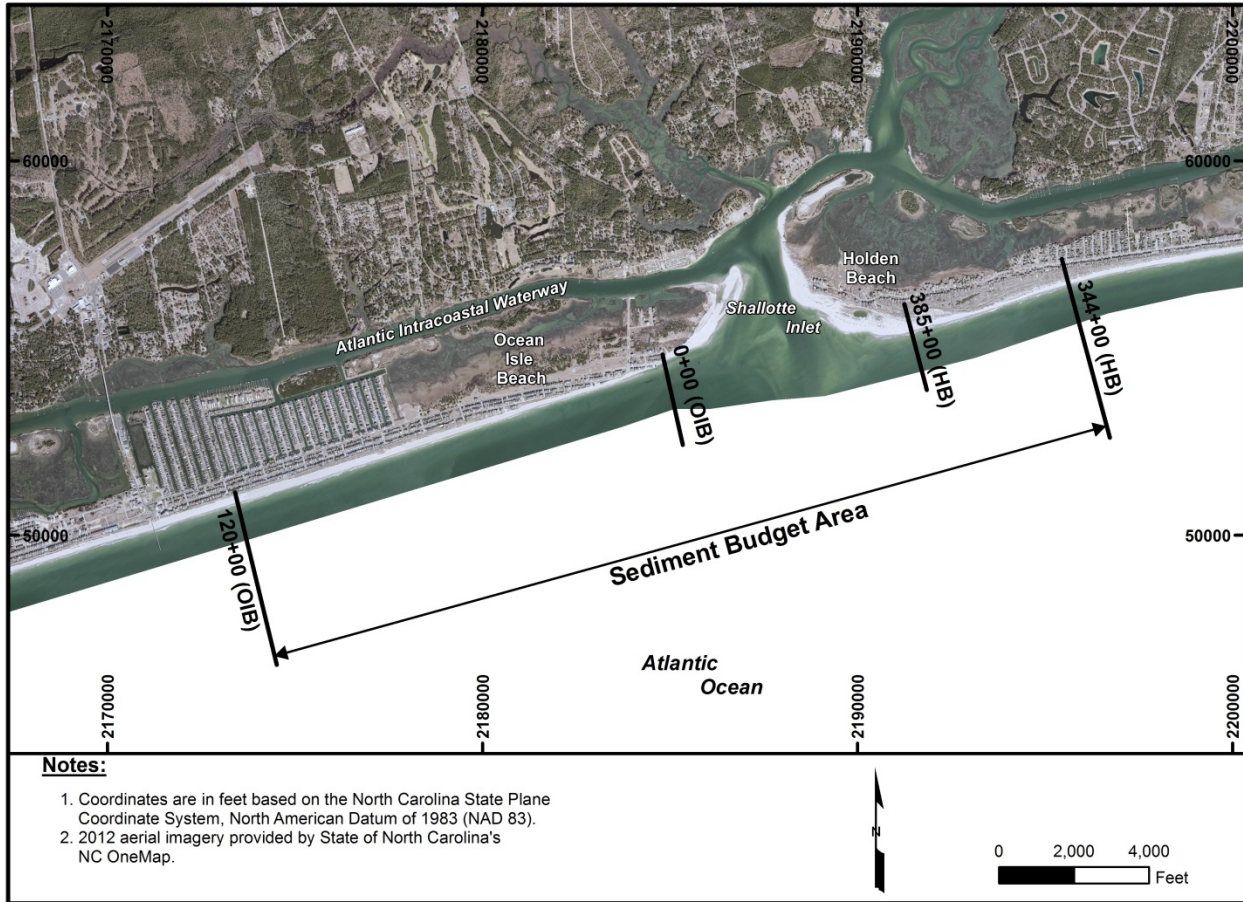 2170000
2180000
2190000
2200000
60000
60000
Holden
Beach
Shallotte
Inlet
Atlantic Intracoastal Waterway
Ocean
Isle
Beach
344+00 (HB)
385+00 (HB)
0+00 (OIB)
120+00 (OIB)
50000
50000
Sediment Budget Area
Atlantic
Ocean
2170000
2180000
2190000
2200000
Notes:
1. Coordinates are in feet based on the North Carolina State Plane
Coordinate System, North American Datum of 1983 (NAD 83).
2. 2012 aerial imagery provided by State of North Carolina's
NC OneMap.
N
0 2,000 4,000
Feet